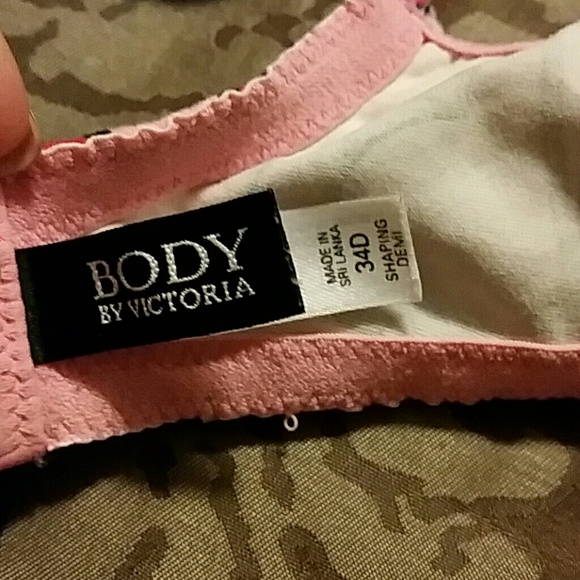 BODY
BY VICTORIA
MADE IN
SRI LANKA
34D
SHAPING
DEMI